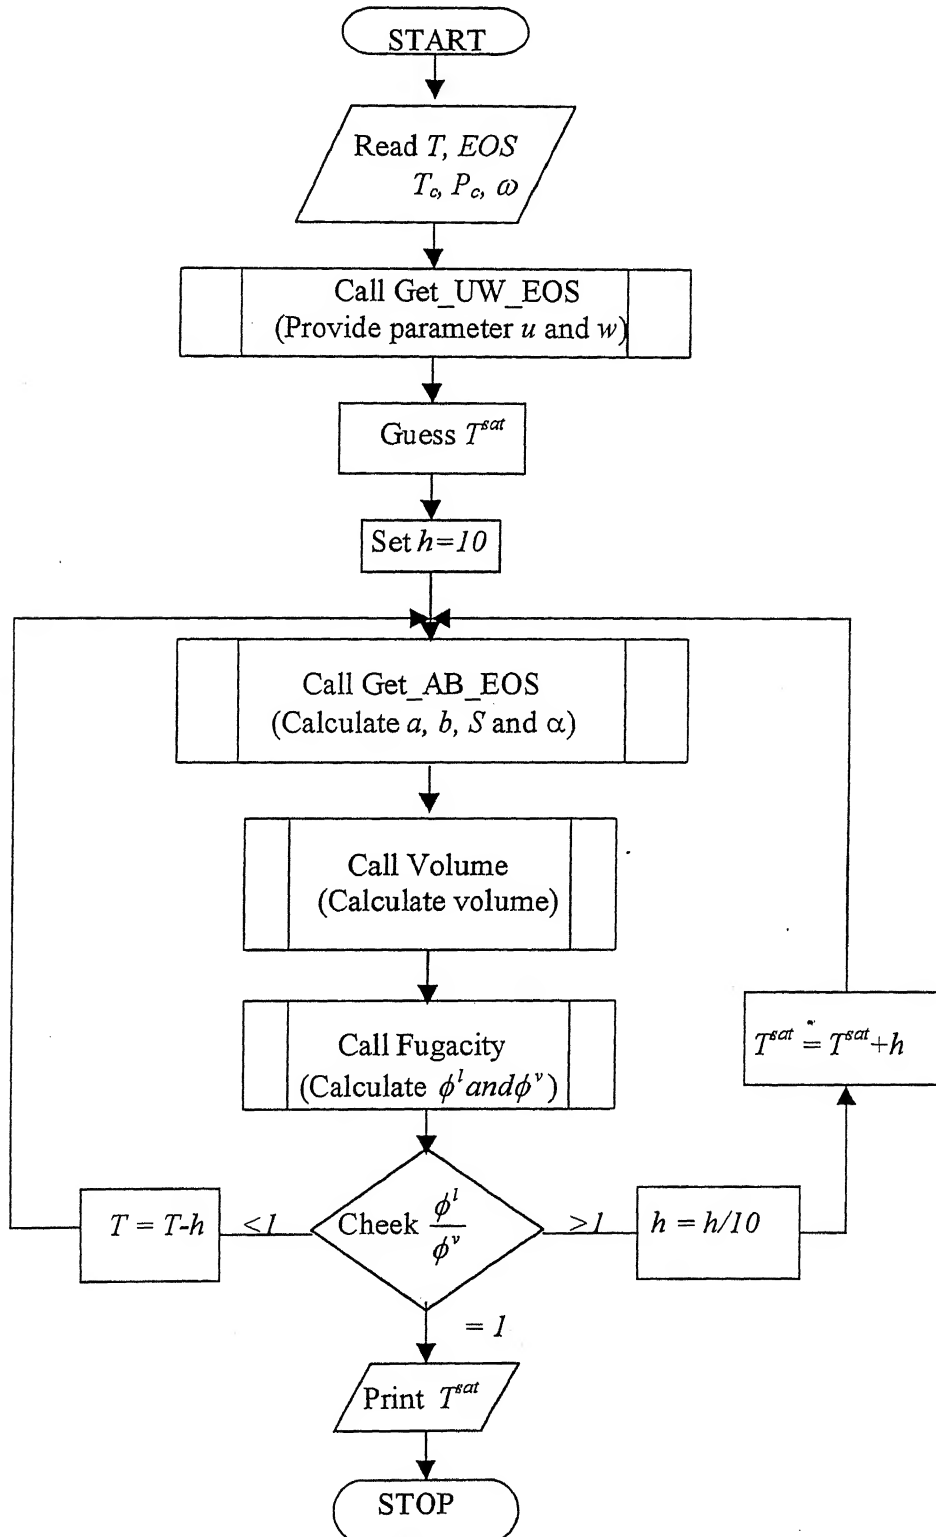 START
Read T, EOS
T_c, P_c, ω
Call Get_UW_EOS
(Provide parameter u and w)
Guess T^sat
Set h=10
Call Get_AB_EOS
(Calculate a, b, S and α)
Call Volume
(Calculate volume)
Call Fugacity
(Calculate ϕ^l andϕ^v)
T^sat = T^sat+h
T = T-h
<1
Cheek ϕ^l/ϕ^v
>1
h = h/10
= 1
Print T^sat
STOP